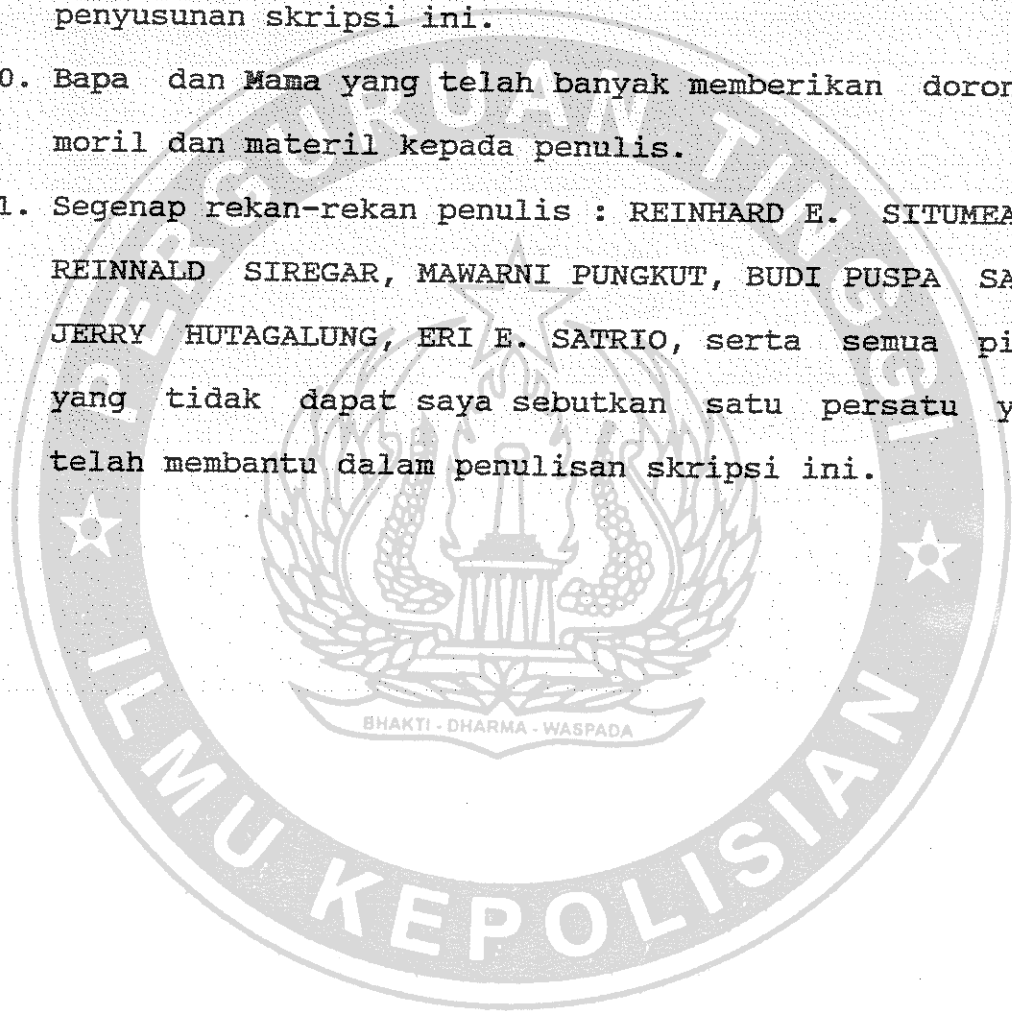 penyusunan skripsi ini.
0. Bapa dan Mama yang telah banyak memberikan doron
moril dan materil kepada penulis.
1. Segenap rekan-rekan penulis : REINHARD E. SITUMEA
REINNALD SIREGAR, MAWARNI PUNGKUT, BUDI PUSPA SA
JERRY HUTAGALUNG, ERI E. SATRIO, serta semua pi
yang tidak dapat saya sebutkan satu persatu y
telah membantu dalam penulisan skripsi ini.
PERGURUAN TINGGI
BHAKTI - DHARMA - WASPADA
ILMU KEPOLISIAN